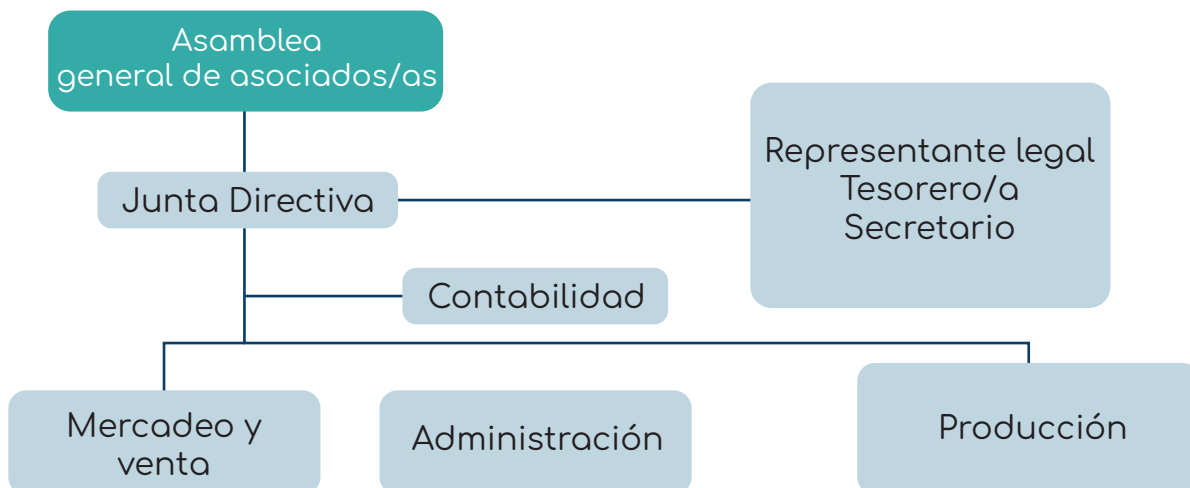 Asamblea
general de asociados/as
Junta Directiva
Representante legal
Tesorero/a
Secretario
Contabilidad
Mercadeo y
venta
Administración
Producción